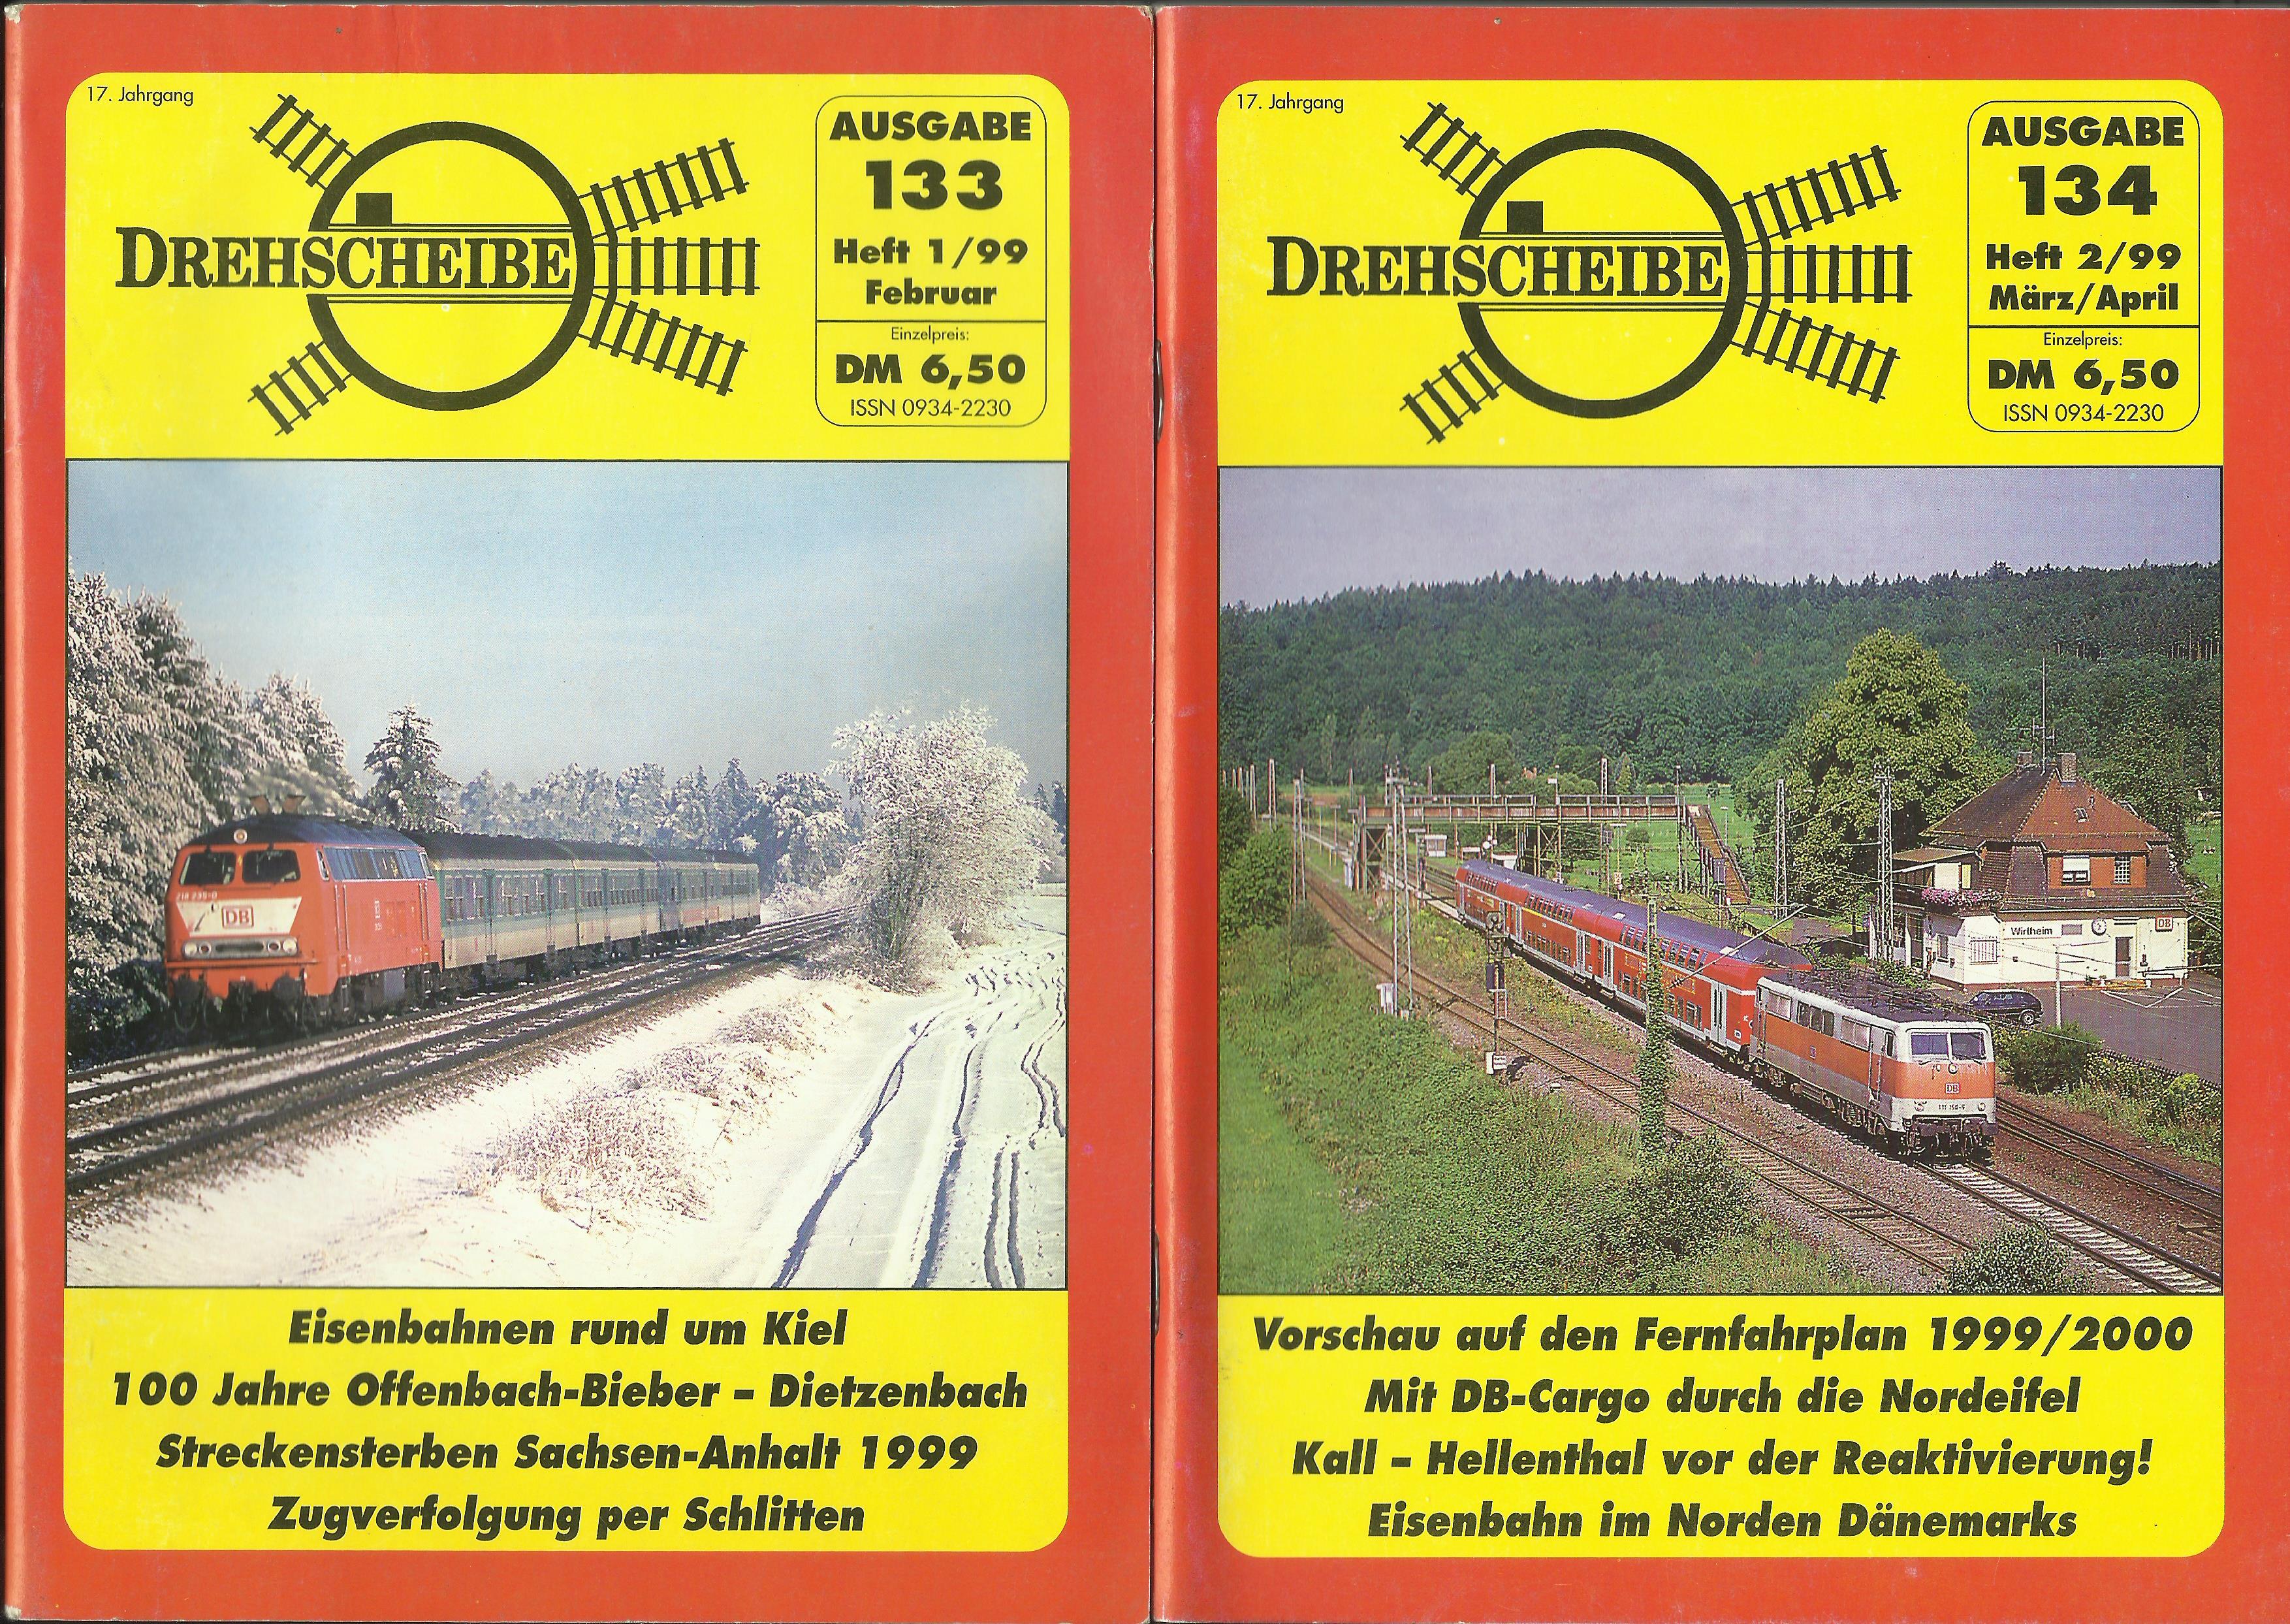 17. Jahrgang
DREHSCHEIBE
AUSGABE
133
Heft 1/99
Februar
Einzelpreis:
DM 6,50
ISSN 0934-2230
DB
Eisenbahnen rund um Kiel
100 Jahre Offenbach-Bieber – Dietzenbach
Streckensterben Sachsen-Anhalt 1999
Zugverfolgung per Schlitten
17. Jahrgang
DREHSCHEIBE
AUSGABE
134
Heft 2/99
März/April
Einzelpreis:
DM 6,50
ISSN 0934-2230
Wirtheim
DB
DB
Vorschau auf den Fernfahrplan 1999/2000
Mit DB-Cargo durch die Nordeifel
Kall – Hellenthal vor der Reaktivierung!
Eisenbahn im Norden Dänemarks